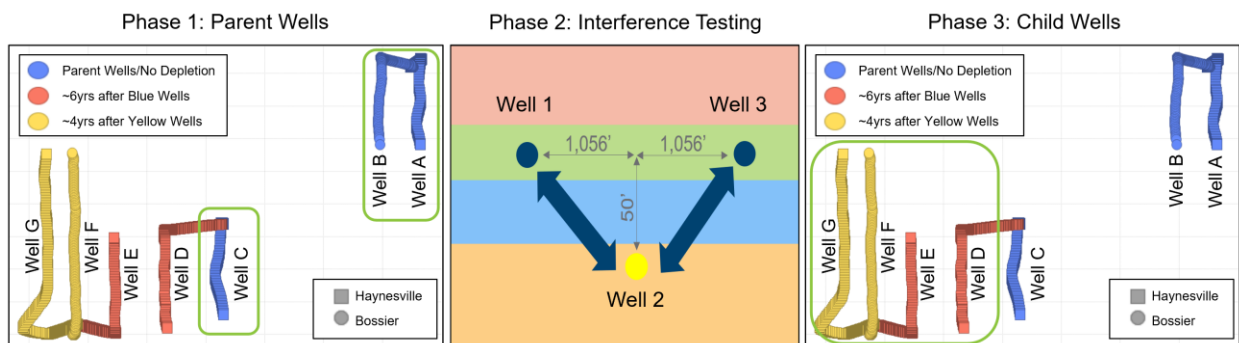 Phase 1: Parent Wells
Parent Wells/No Depletion
~6yrs after Blue Wells
~4yrs after Yellow Wells
Well B
Well A
Well G
Well F
Well E
Well D
Well C
Haynesville
Bossier
Phase 2: Interference Testing
Well 1
Well 3
1,056’
1,056’
50’
Well 2
Phase 3: Child Wells
Parent Wells/No Depletion
~6yrs after Blue Wells
~4yrs after Yellow Wells
Well B
Well A
Well G
Well F
Well E
Well D
Well C
Haynesville
Bossier